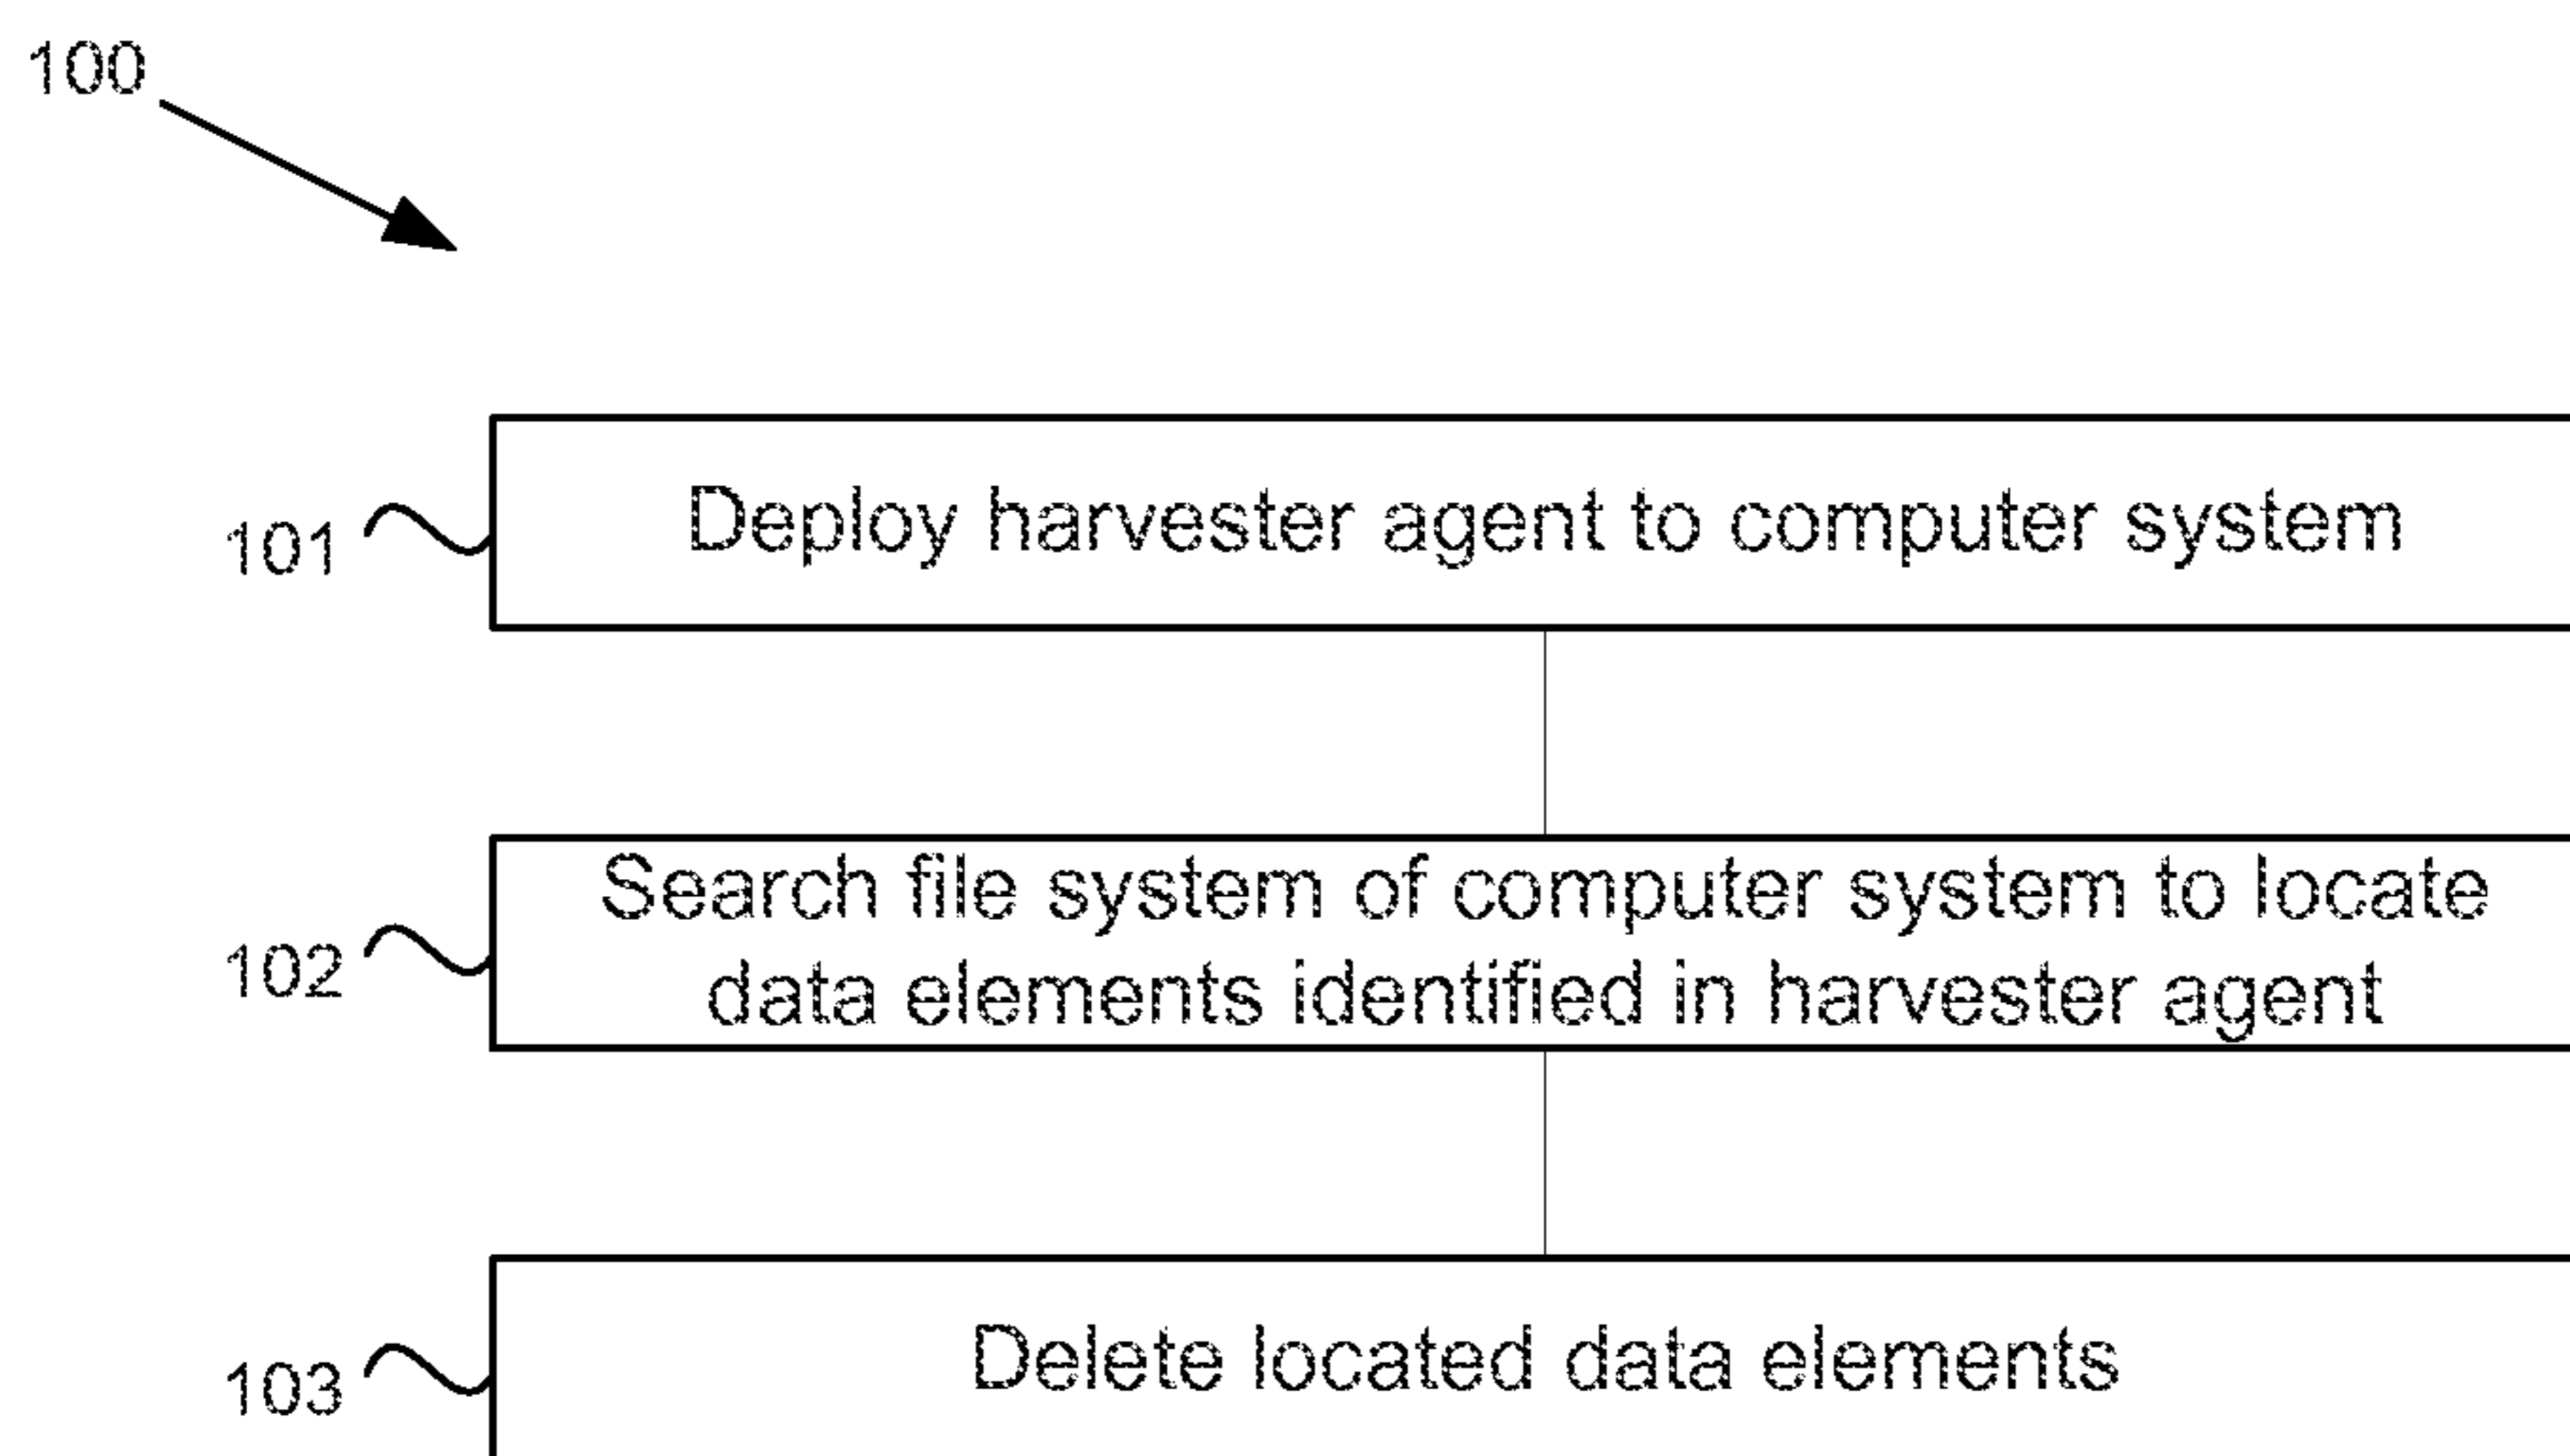 100
101
Deploy harvester agent to computer system
Search file system of computer system to locate
102
data elements identified in harvester agent
103
Delete located data elements